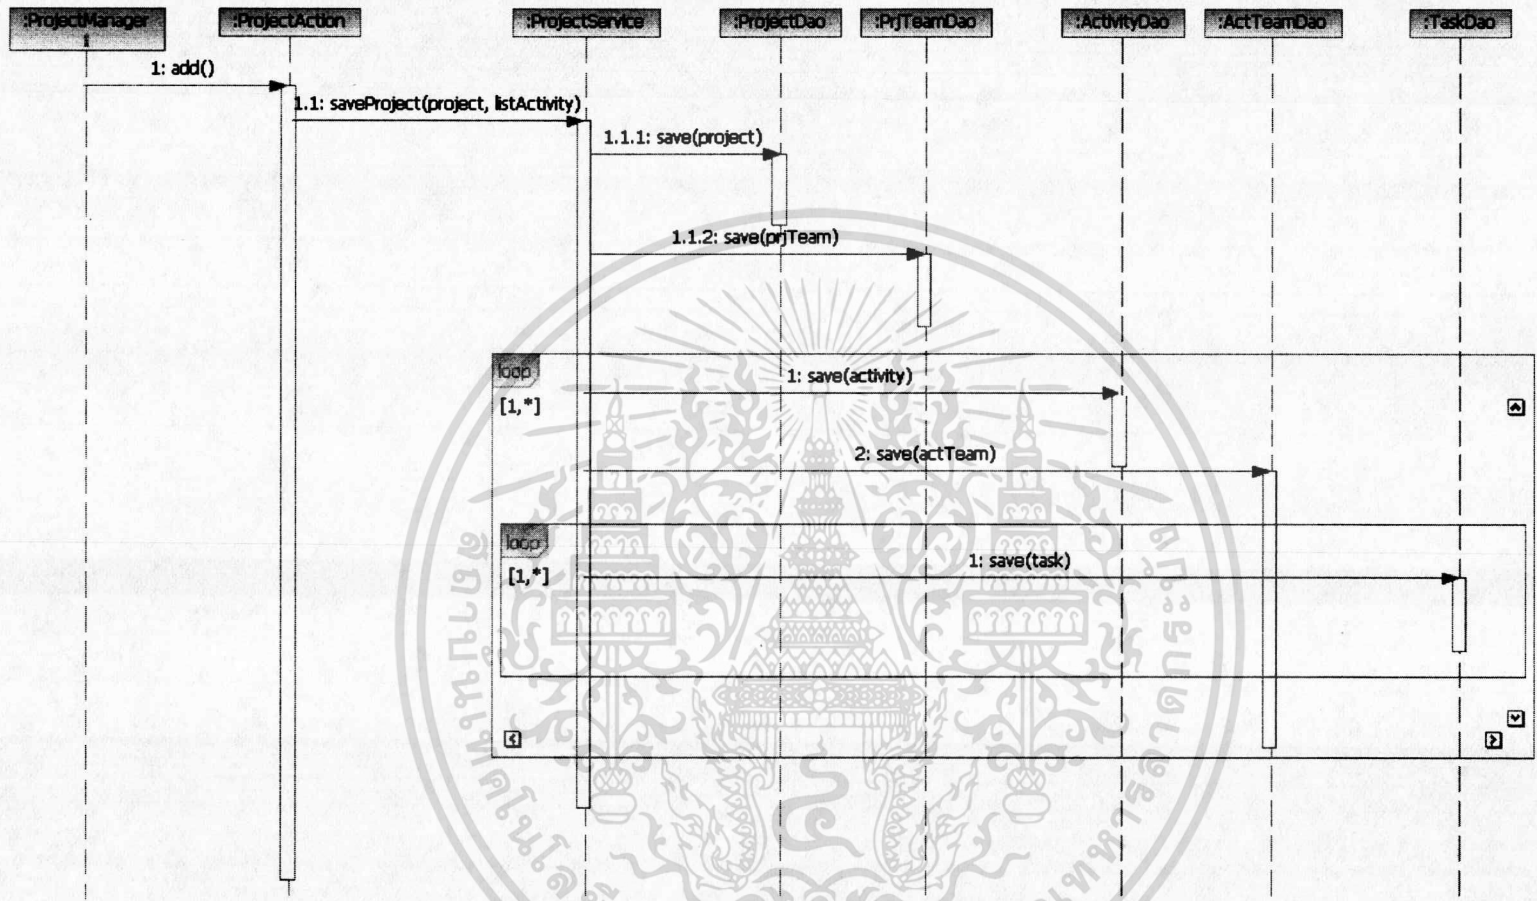 :ProjectManager
:ProjectAction
:ProjectService
:ProjectDao
:PrjTeamDao
:ActivityDao
:ActTeamDao
:TaskDao
1: add()
1.1: saveProject(project, listActivity)
1.1.1: save(project)
1.1.2: save(prjTeam)
loop
1: save(activity)
[1,*]
2: save(actTeam)
loop
1: save(task)
[1,*]